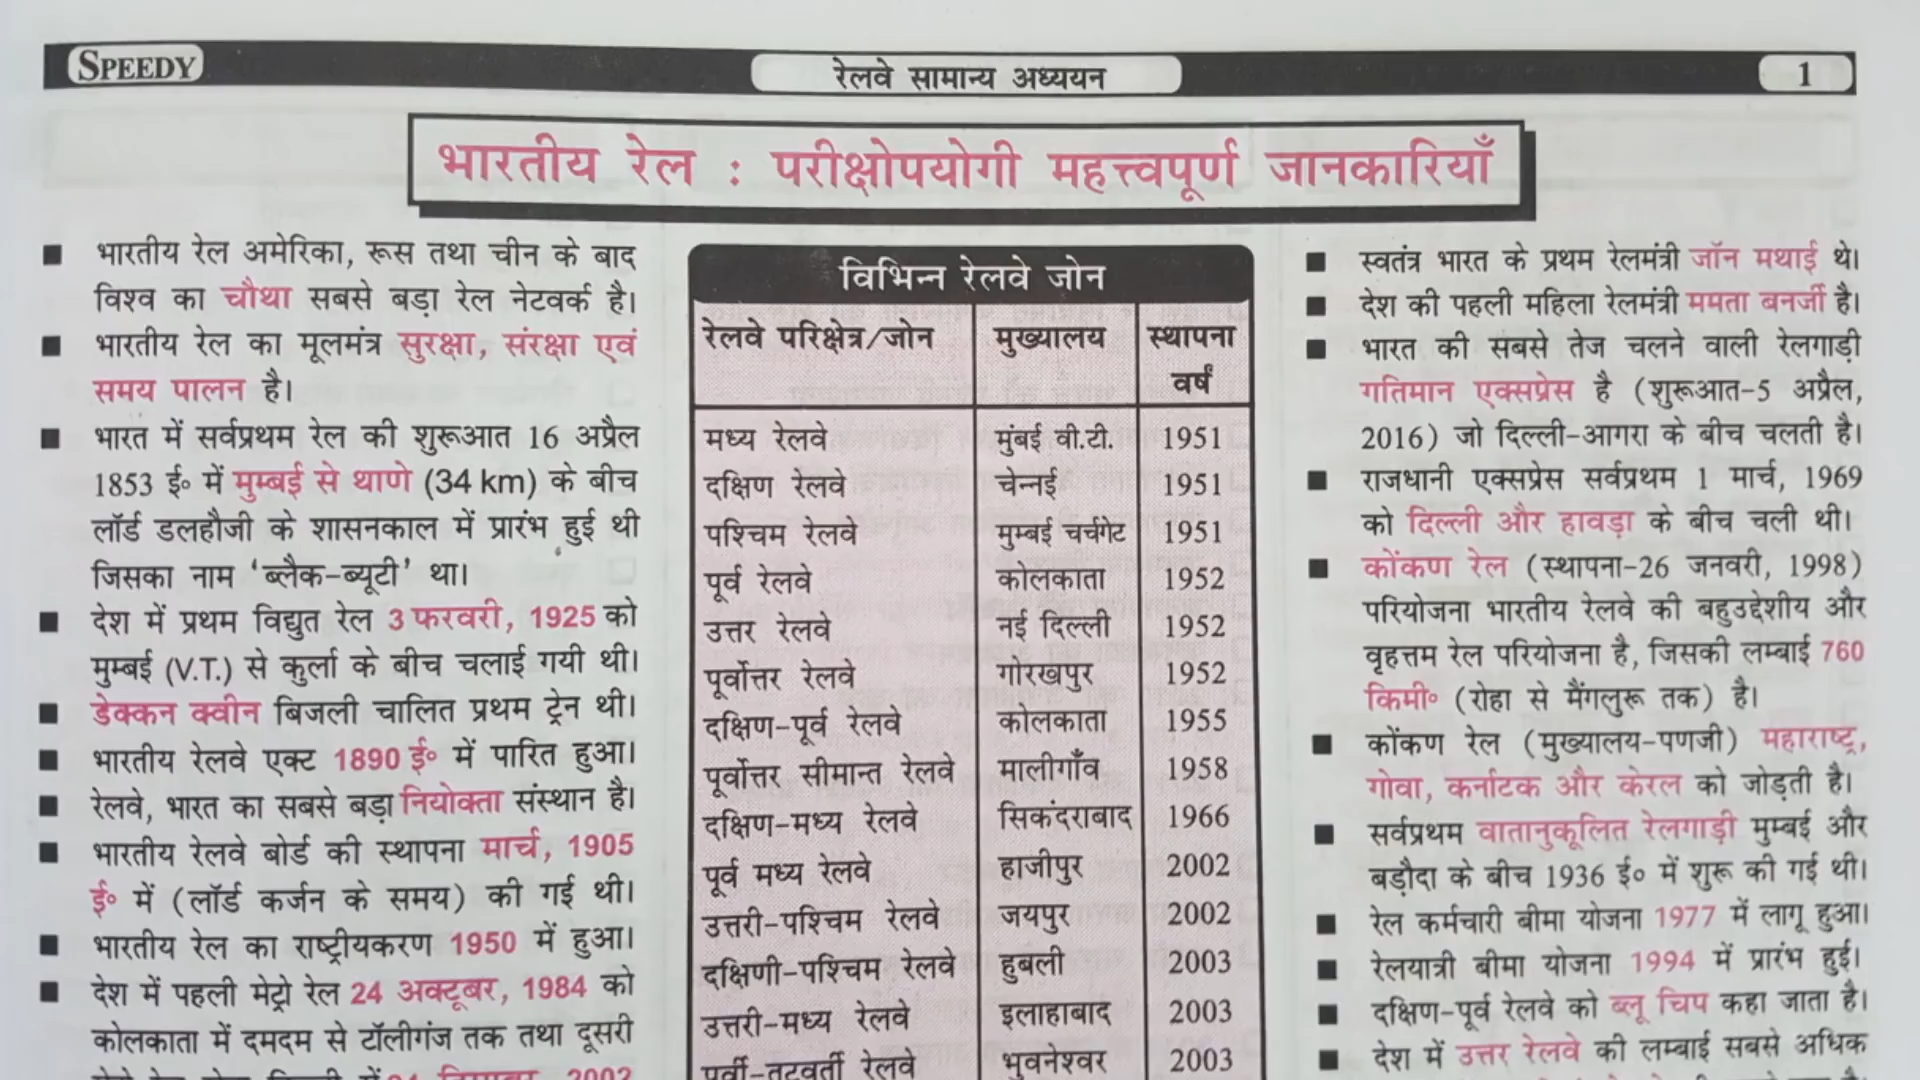 SPEEDY
रेलवे सामान्य अध्ययन
1
भारतीय रेल : परीक्षोपयोगी महत्त्वपूर्ण जानकारियाँ
■ भारतीय रेल अमेरिका, रूस तथा चीन के बाद
विश्व का चौथा सबसे बड़ा रेल नेटवर्क है।
■ भारतीय रेल का मूलमंत्र सुरक्षा, संरक्षा एवं
समय पालन है।
■ भारत में सर्वप्रथम रेल की शुरूआत 16 अप्रैल
1853 ई॰ में मुम्बई से थाणे (34 km) के बीच
लॉर्ड डलहौजी के शासनकाल में प्रारंभ हुई थी
जिसका नाम ‘ब्लैक-ब्यूटी’ था।
■ देश में प्रथम विद्युत रेल 3 फरवरी, 1925 को
मुम्बई (V.T.) से कुर्ला के बीच चलाई गयी थी।
■ डेक्कन क्वीन बिजली चालित प्रथम ट्रेन थी।
■ भारतीय रेलवे एक्ट 1890 ई॰ में पारित हुआ।
■ रेलवे, भारत का सबसे बड़ा नियोक्ता संस्थान है।
■ भारतीय रेलवे बोर्ड की स्थापना मार्च, 1905
ई॰ में (लॉर्ड कर्जन के समय) की गई थी।
■ भारतीय रेल का राष्ट्रीयकरण 1950 में हुआ।
■ देश में पहली मेट्रो रेल 24 अक्टूबर, 1984 को
कोलकाता में दमदम से टॉलीगंज तक तथा दूसरी
विभिन्न रेलवे जोन
रेलवे परिक्षेत्र/जोन मुख्यालय स्थापना
वर्ष
मध्य रेलवे मुंबई वी.टी. 1951
दक्षिण रेलवे चेन्नई 1951
पश्चिम रेलवे मुम्बई चर्चगेट 1951
पूर्व रेलवे कोलकाता 1952
उत्तर रेलवे नई दिल्ली 1952
पूर्वोत्तर रेलवे गोरखपुर 1952
दक्षिण-पूर्व रेलवे कोलकाता 1955
पूर्वोत्तर सीमान्त रेलवे मालीगाँव 1958
दक्षिण-मध्य रेलवे सिकंदराबाद 1966
पूर्व मध्य रेलवे हाजीपुर 2002
उत्तरी-पश्चिम रेलवे जयपुर 2002
दक्षिणी-पश्चिम रेलवे हुबली 2003
उत्तरी-मध्य रेलवे इलाहाबाद 2003
पूर्वी-तटवर्ती रेलवे भुवनेश्वर 2003
■ स्वतंत्र भारत के प्रथम रेलमंत्री जॉन मथाई थे।
■ देश की पहली महिला रेलमंत्री ममता बनर्जी है।
■ भारत की सबसे तेज चलने वाली रेलगाड़ी
गतिमान एक्सप्रेस है (शुरूआत-5 अप्रैल,
2016) जो दिल्ली-आगरा के बीच चलती है।
■ राजधानी एक्सप्रेस सर्वप्रथम 1 मार्च, 1969
को दिल्ली और हावड़ा के बीच चली थी।
■ कोंकण रेल (स्थापना-26 जनवरी, 1998)
परियोजना भारतीय रेलवे की बहुउद्देशीय और
वृहत्तम रेल परियोजना है, जिसकी लम्बाई 760
किमी॰ (रोहा से मैंगलुरू तक) है।
■ कोंकण रेल (मुख्यालय-पणजी) महाराष्ट्र,
गोवा, कर्नाटक और केरल को जोड़ती है।
■ सर्वप्रथम वातानुकूलित रेलगाड़ी मुम्बई और
बड़ौदा के बीच 1936 ई॰ में शुरू की गई थी।
■ रेल कर्मचारी बीमा योजना 1977 में लागू हुआ।
■ रेलयात्री बीमा योजना 1994 में प्रारंभ हुई।
■ दक्षिण-पूर्व रेलवे को ब्लू चिप कहा जाता है।
■ देश में उत्तर रेलवे की लम्बाई सबसे अधिक